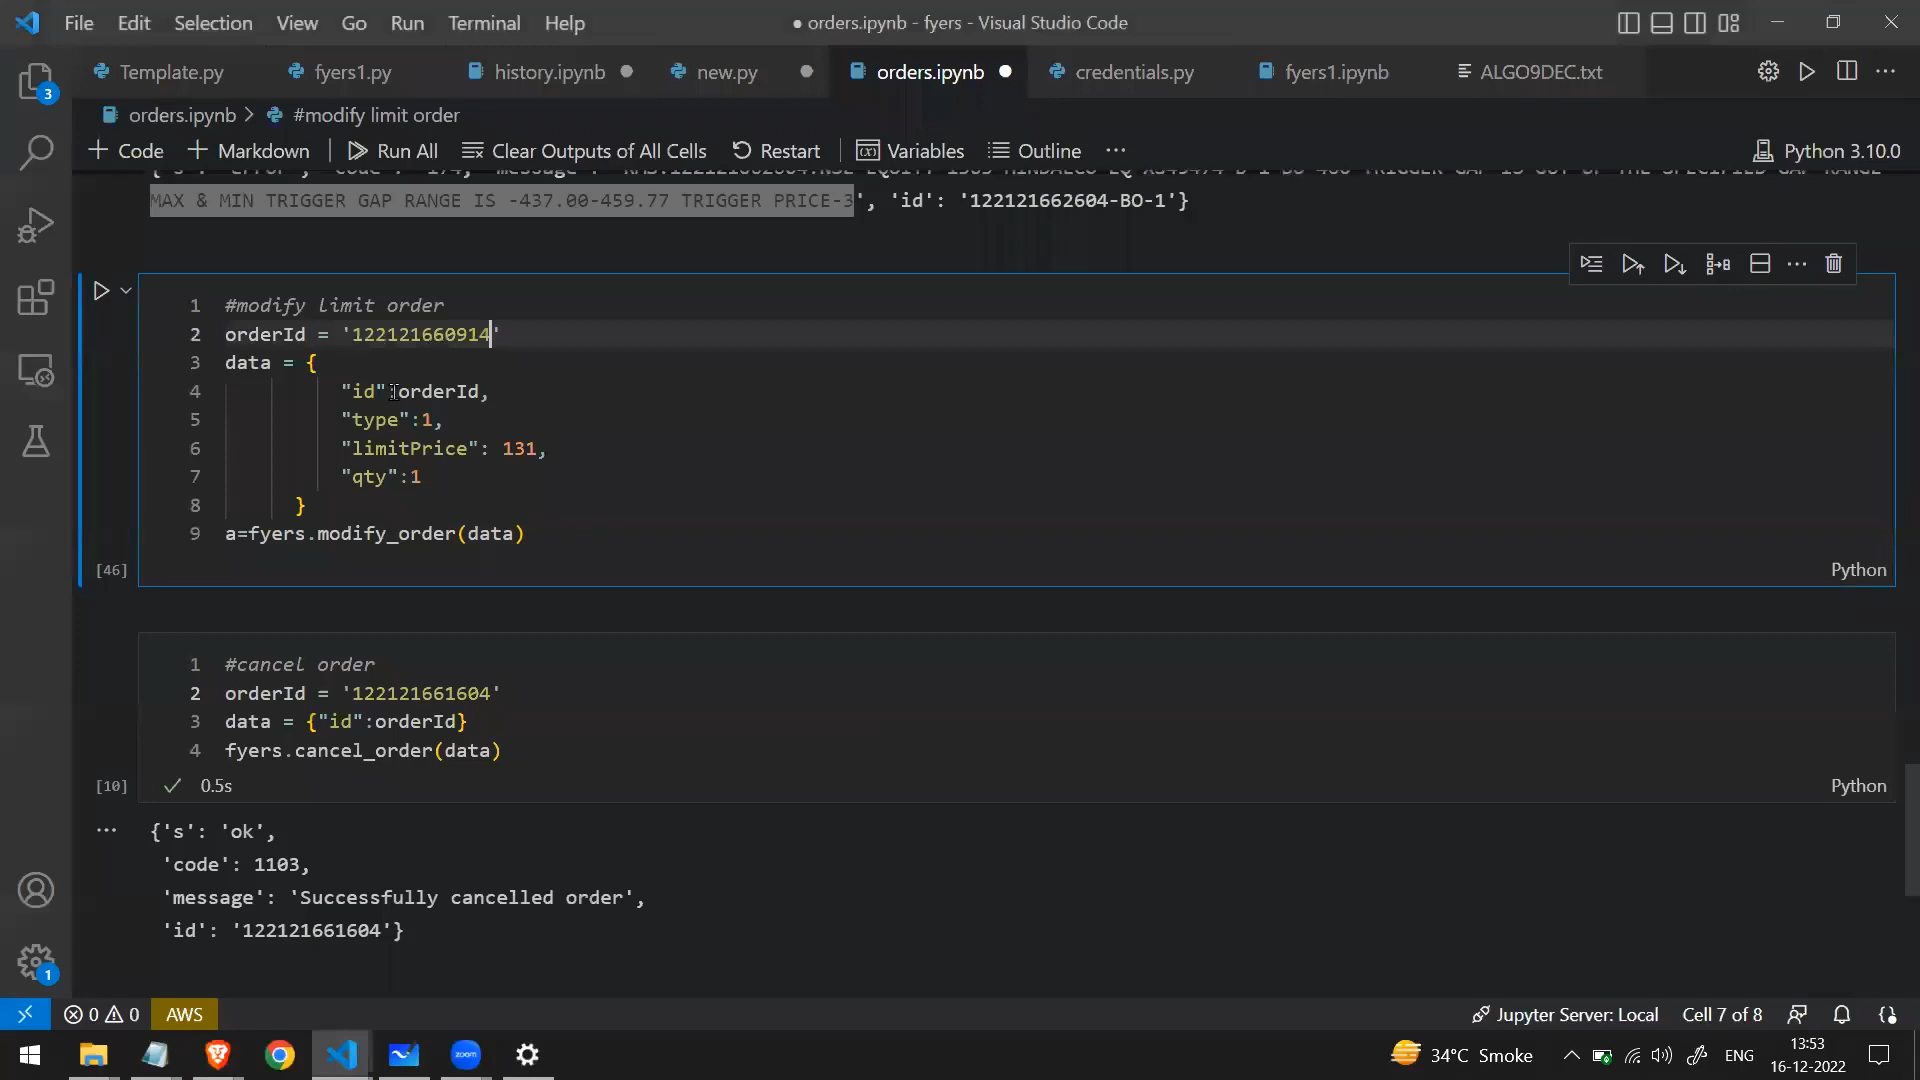 File Edit Selection View Go Run Terminal Help
● orders.ipynb - fyers - Visual Studio Code
Template.py fyers1.py history.ipynb new.py orders.ipynb credentials.py fyers1.ipynb ALGO9DEC.txt
orders.ipynb > #modify limit order
+ Code + Markdown Run All Clear Outputs of All Cells Restart Variables Outline ...
Python 3.10.0
MAX & MIN TRIGGER GAP RANGE IS -437.00-459.77 TRIGGER PRICE-3', 'id': '122121662604-BO-1'}
1 #modify limit order
2 orderId = '122121660914'
3 data = {
4 "id":orderId,
5 "type":1,
6 "limitPrice": 131,
7 "qty":1
8 }
9 a=fyers.modify_order(data)
[46]
Python
1 #cancel order
2 orderId = '122121661604'
3 data = {"id":orderId}
4 fyers.cancel_order(data)
[10] 0.5s
Python
... {'s': 'ok',
'code': 1103,
'message': 'Successfully cancelled order',
'id': '122121661604'}
3
1
0 0 AWS
Jupyter Server: Local Cell 7 of 8
zoom
34°C Smoke
ENG
13:53
16-12-2022